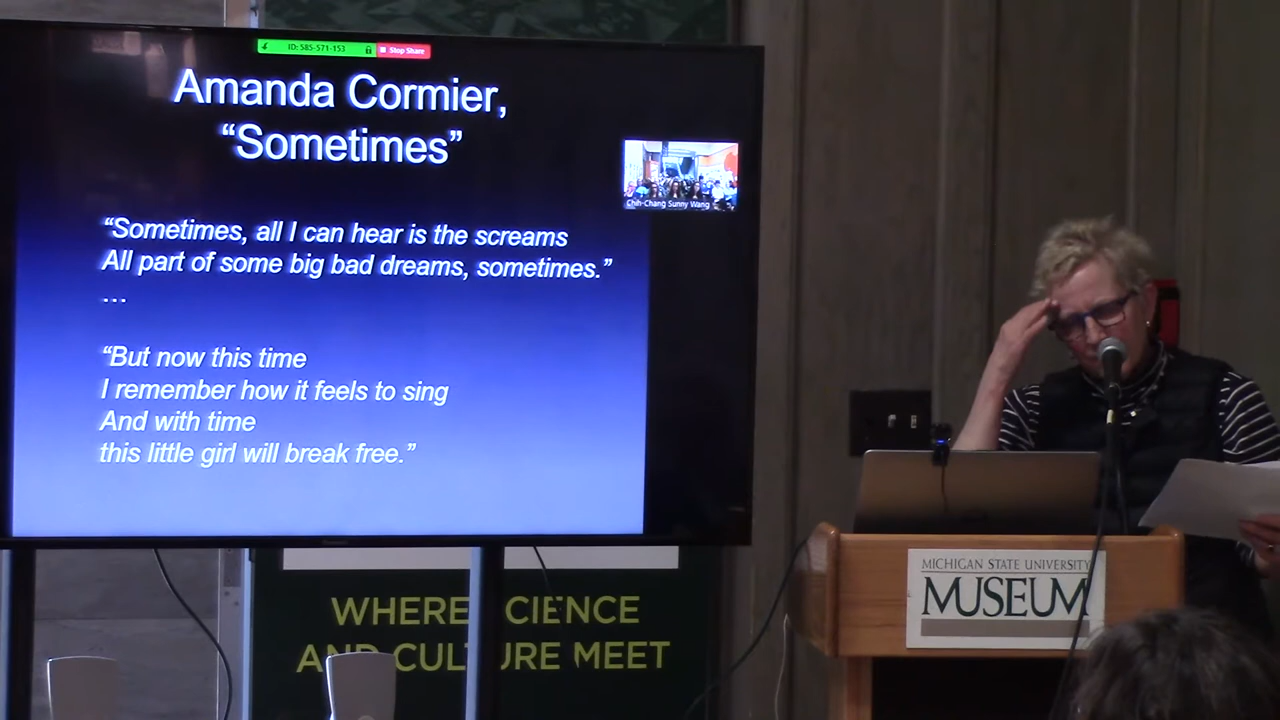 ID: 585-571-153 Stop Share
Amanda Cormier,
“Sometimes”
Chih-Chang Sunny Wang
“Sometimes, all I can hear is the screams
All part of some big bad dreams, sometimes.”
…
“But now this time
I remember how it feels to sing
And with time
this little girl will break free.”
MICHIGAN STATE UNIVERSITY
MUSEUM
WHERE CIENCE
AND CULTURE MEET